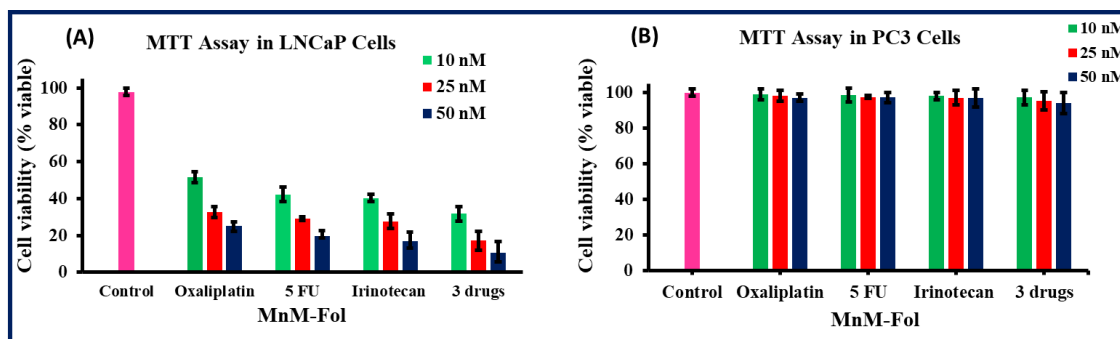 (A)
MTT Assay in LNCaP Cells
10 nM
25 nM
50 nM
Cell viability (% viable)
100
80
60
40
20
0
Control Oxaliplatin 5 FU Irinotecan 3 drugs
MnM-Fol
(B)
MTT Assay in PC3 Cells
10 nM
25 nM
50 nM
Cell viability (% viable)
100
80
60
40
20
0
Control Oxaliplatin 5 FU Irinotecan 3 drugs
MnM-Fol